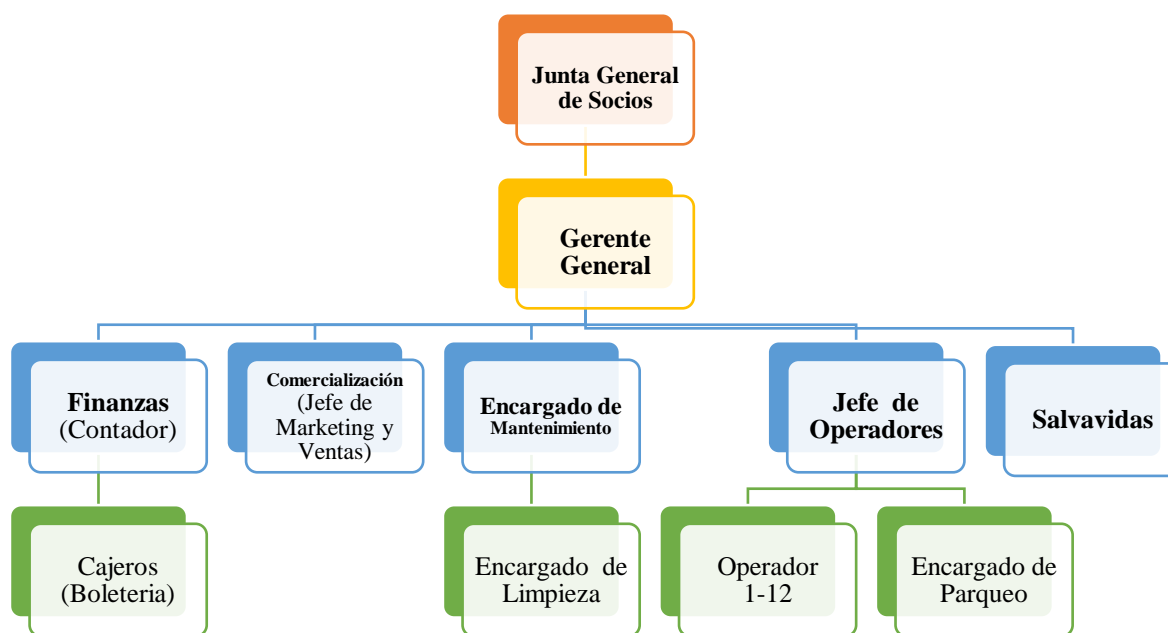 Junta General
de Socios
Gerente
General
Finanzas
(Contador)
Comercialización
(Jefe de
Marketing y
Ventas)
Encargado de
Mantenimiento
Jefe de
Operadores
Salvavidas
Cajeros
(Boleteria)
Encargado de
Limpieza
Operador
1-12
Encargado de
Parqueo